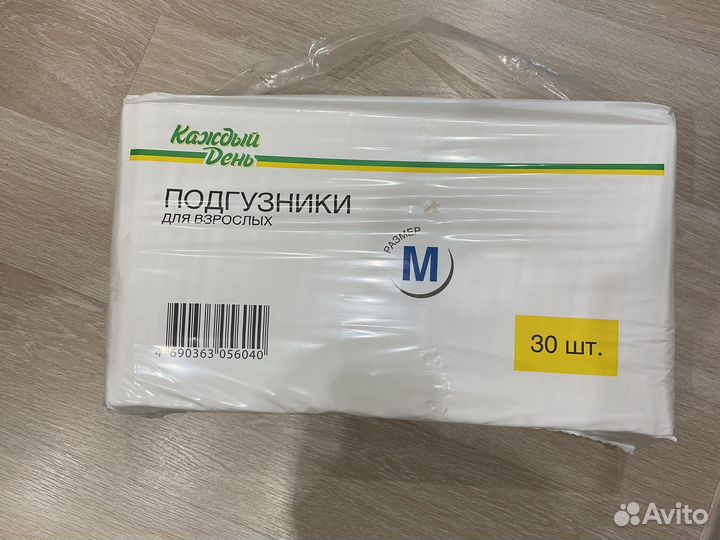 Каждый
День
ПОДГУЗНИКИ
ДЛЯ ВЗРОСЛЫХ
РАЗМЕР
M
4 690363 056040
30 шт.
Avito